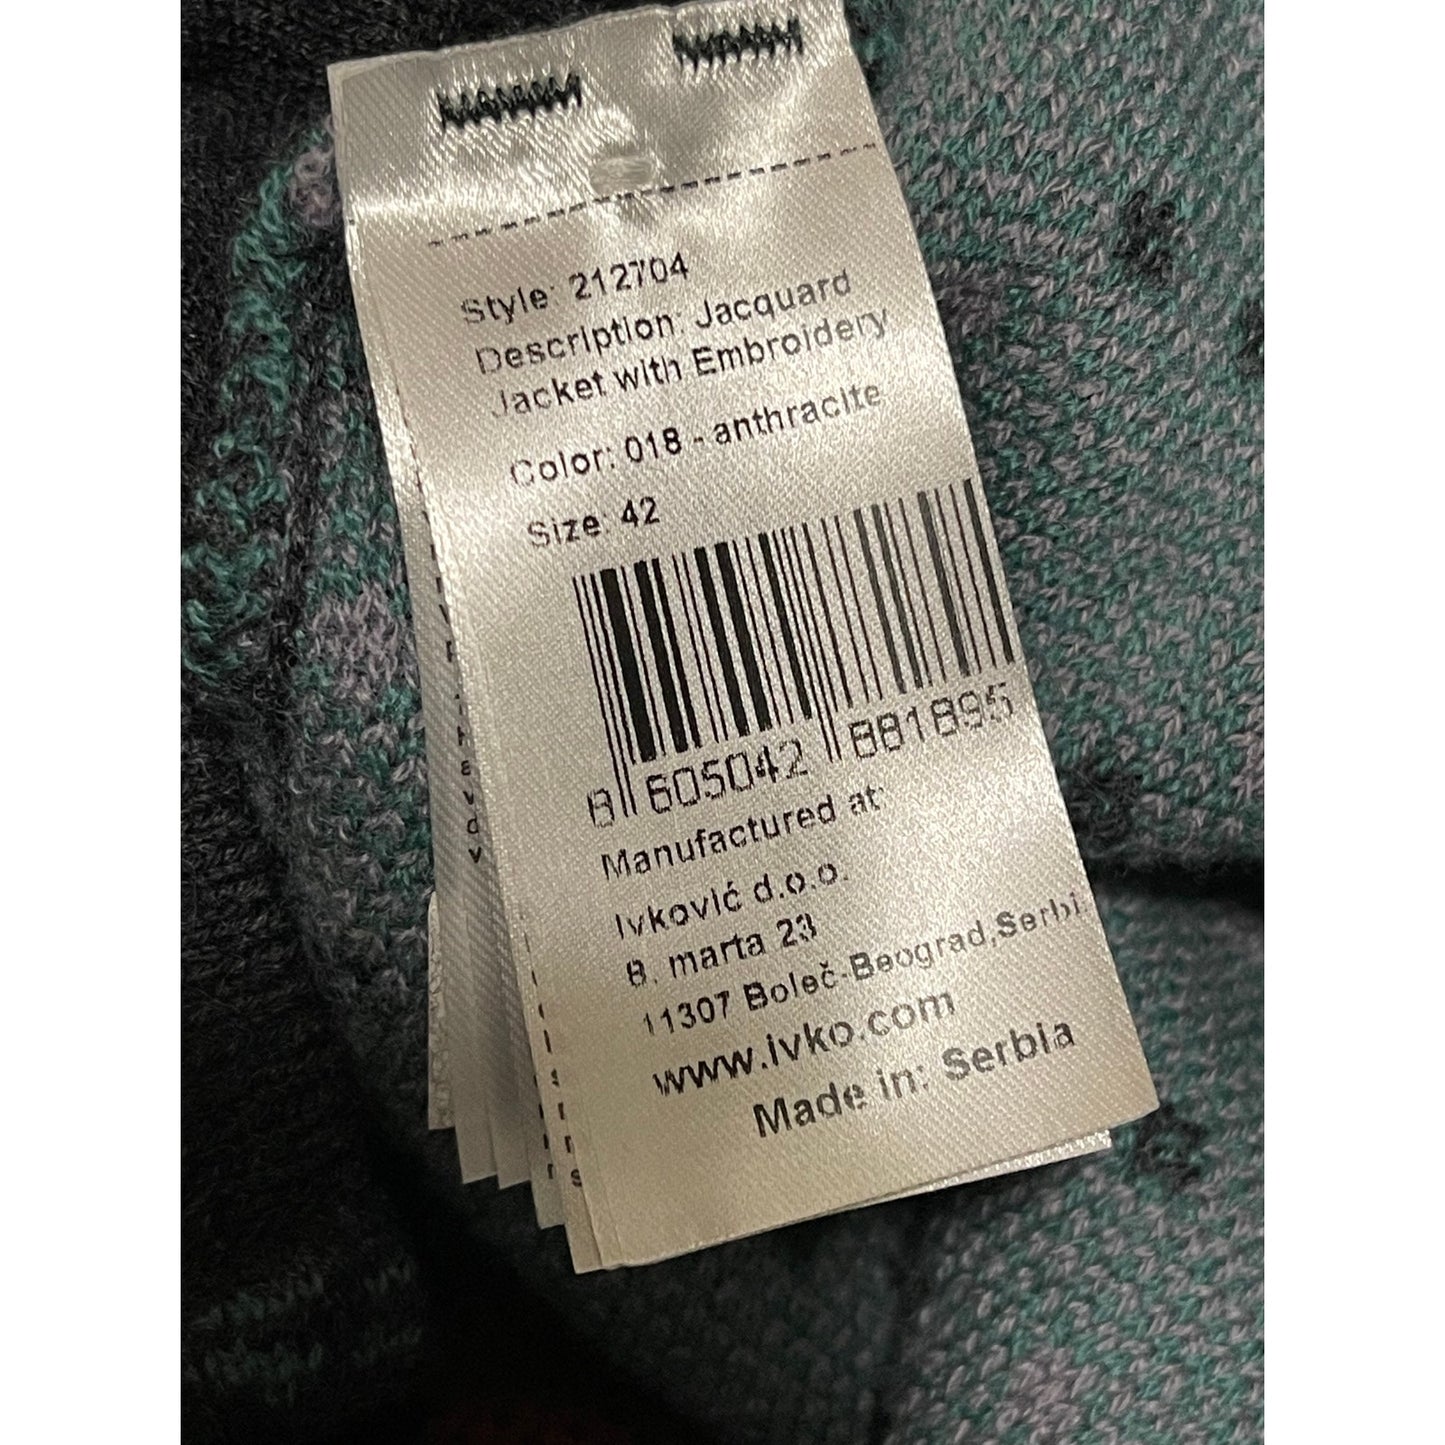 Style: 212704
Description: Jacquard
Jacket with Embroidery
Color: 018 - anthracite
Size: 42
8 605042 881895
Manufactured at:
Ivković d.o.o.
8. marta 23
11307 Boleč-Beograd,Serbi
www.ivko.com
Made in: Serbia